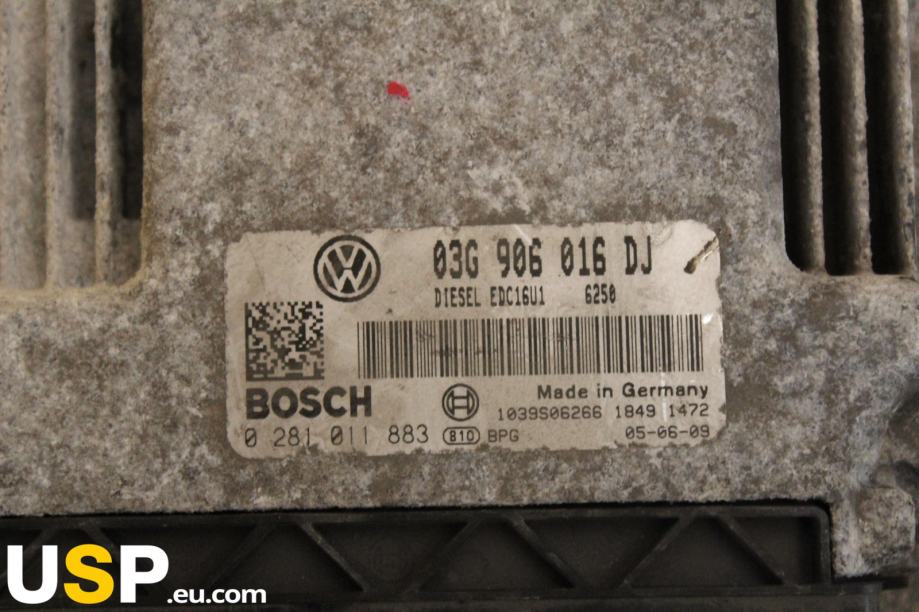 VW
03G 906 016 DJ
DIESEL EDC16U1 6250
BOSCH
Made in Germany
1039S06266 1849 1472
0 281 011 883 810 BPG 05-06-09
USP.eu.com